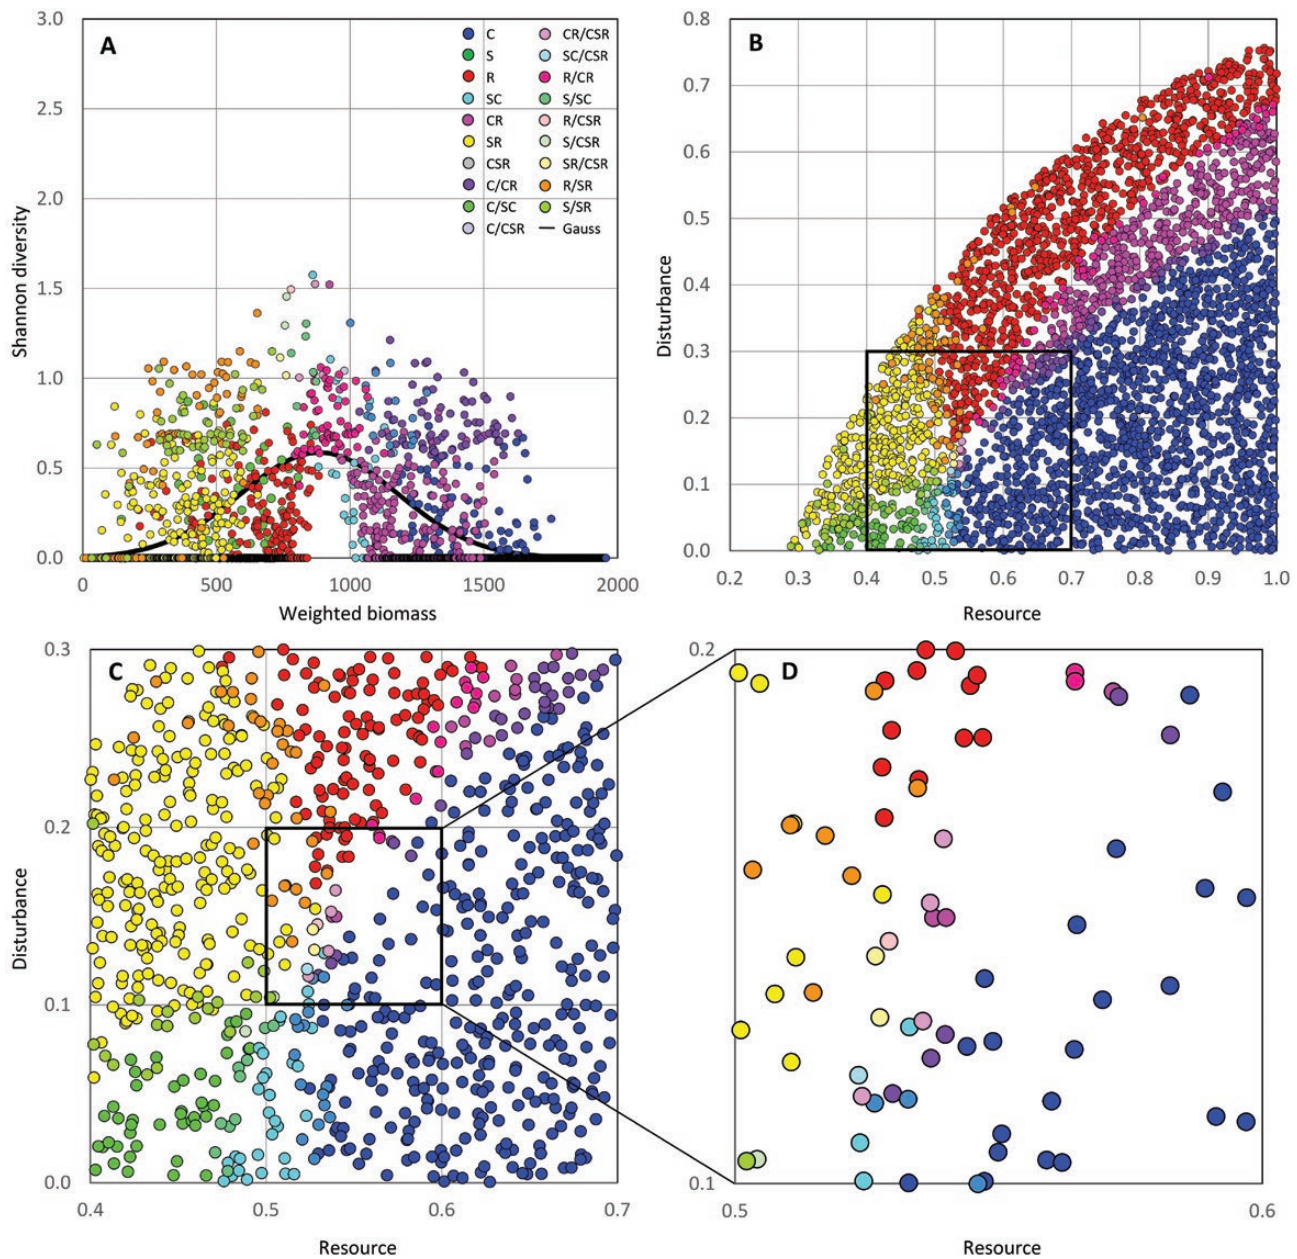 A
3.0
2.5
2.0
1.5
1.0
0.5
0.0
Shannon diversity
0 500 1000 1500 2000
Weighted biomass
C CR/CSR
S SC/CSR
R R/CR
SC S/SC
CR R/CSR
SR S/CSR
CSR SR/CSR
C/CR R/SR
C/SC S/SR
C/CSR Gauss
B
0.8
0.7
0.6
0.5
0.4
0.3
0.2
0.1
0.0
Disturbance
0.2 0.3 0.4 0.5 0.6 0.7 0.8 0.9 1.0
Resource
C
0.3
0.2
0.1
0.0
Disturbance
0.4 0.5 0.6 0.7
Resource
D
0.2
0.1
0.5 0.6
Resource